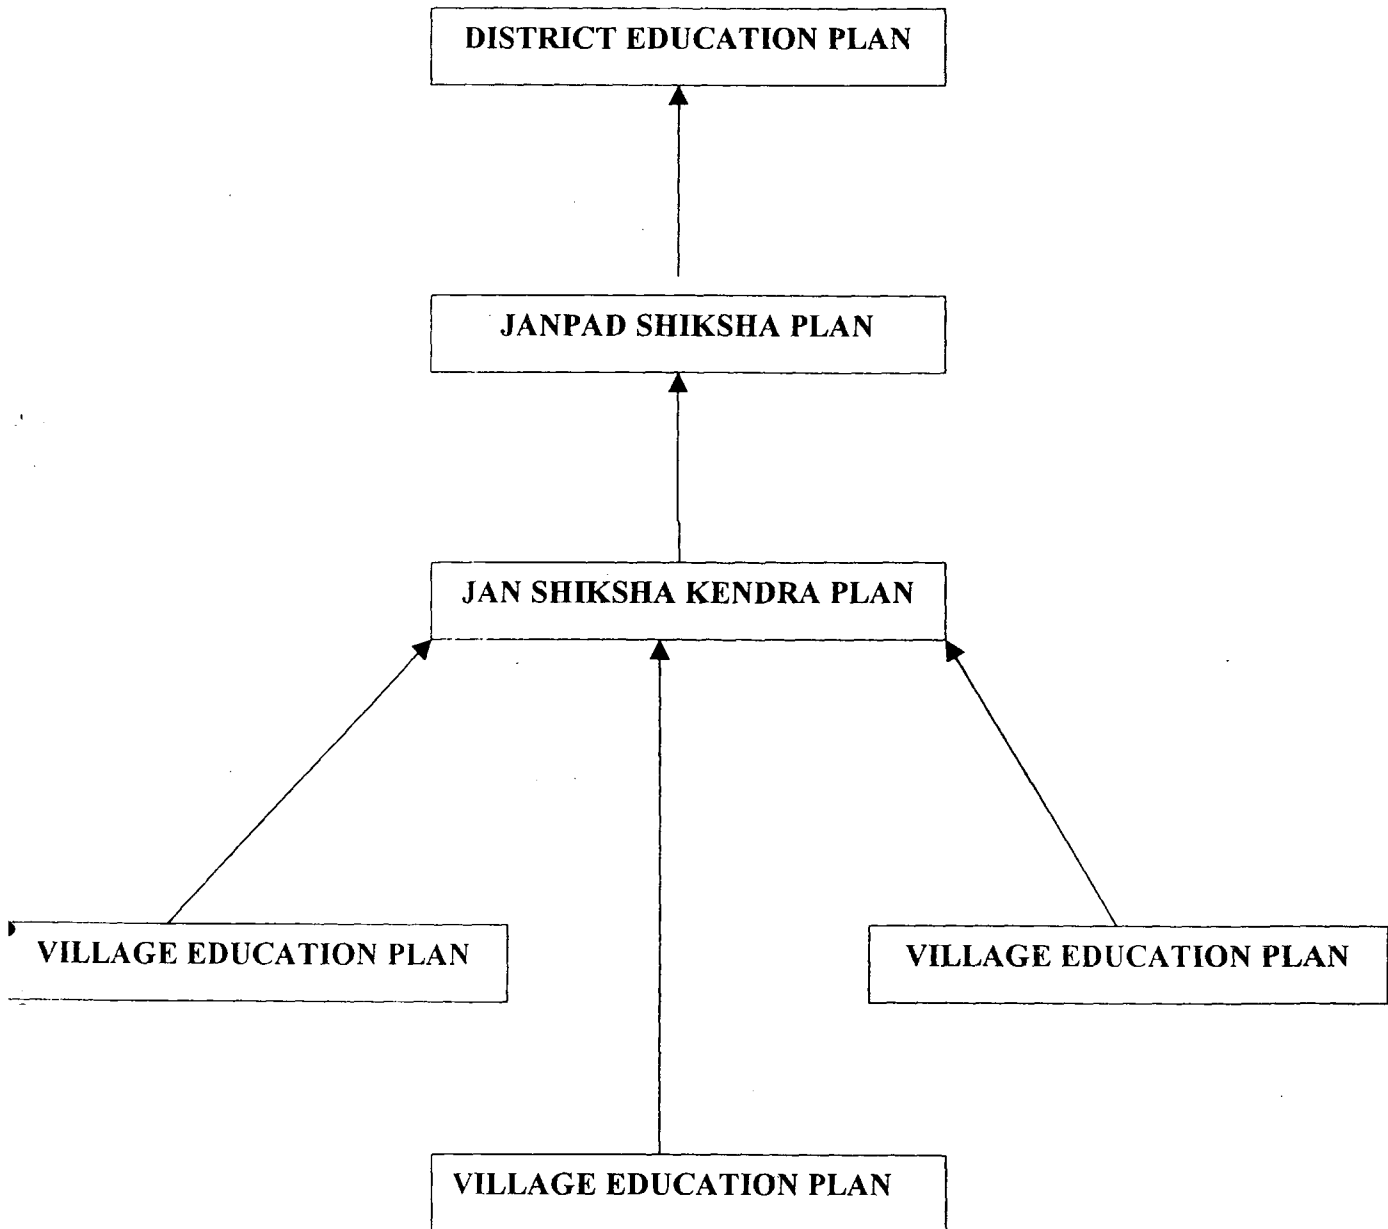 DISTRICT EDUCATION PLAN
JANPAD SHIKSHA PLAN
JAN SHIKSHA KENDRA PLAN
VILLAGE EDUCATION PLAN
VILLAGE EDUCATION PLAN
VILLAGE EDUCATION PLAN